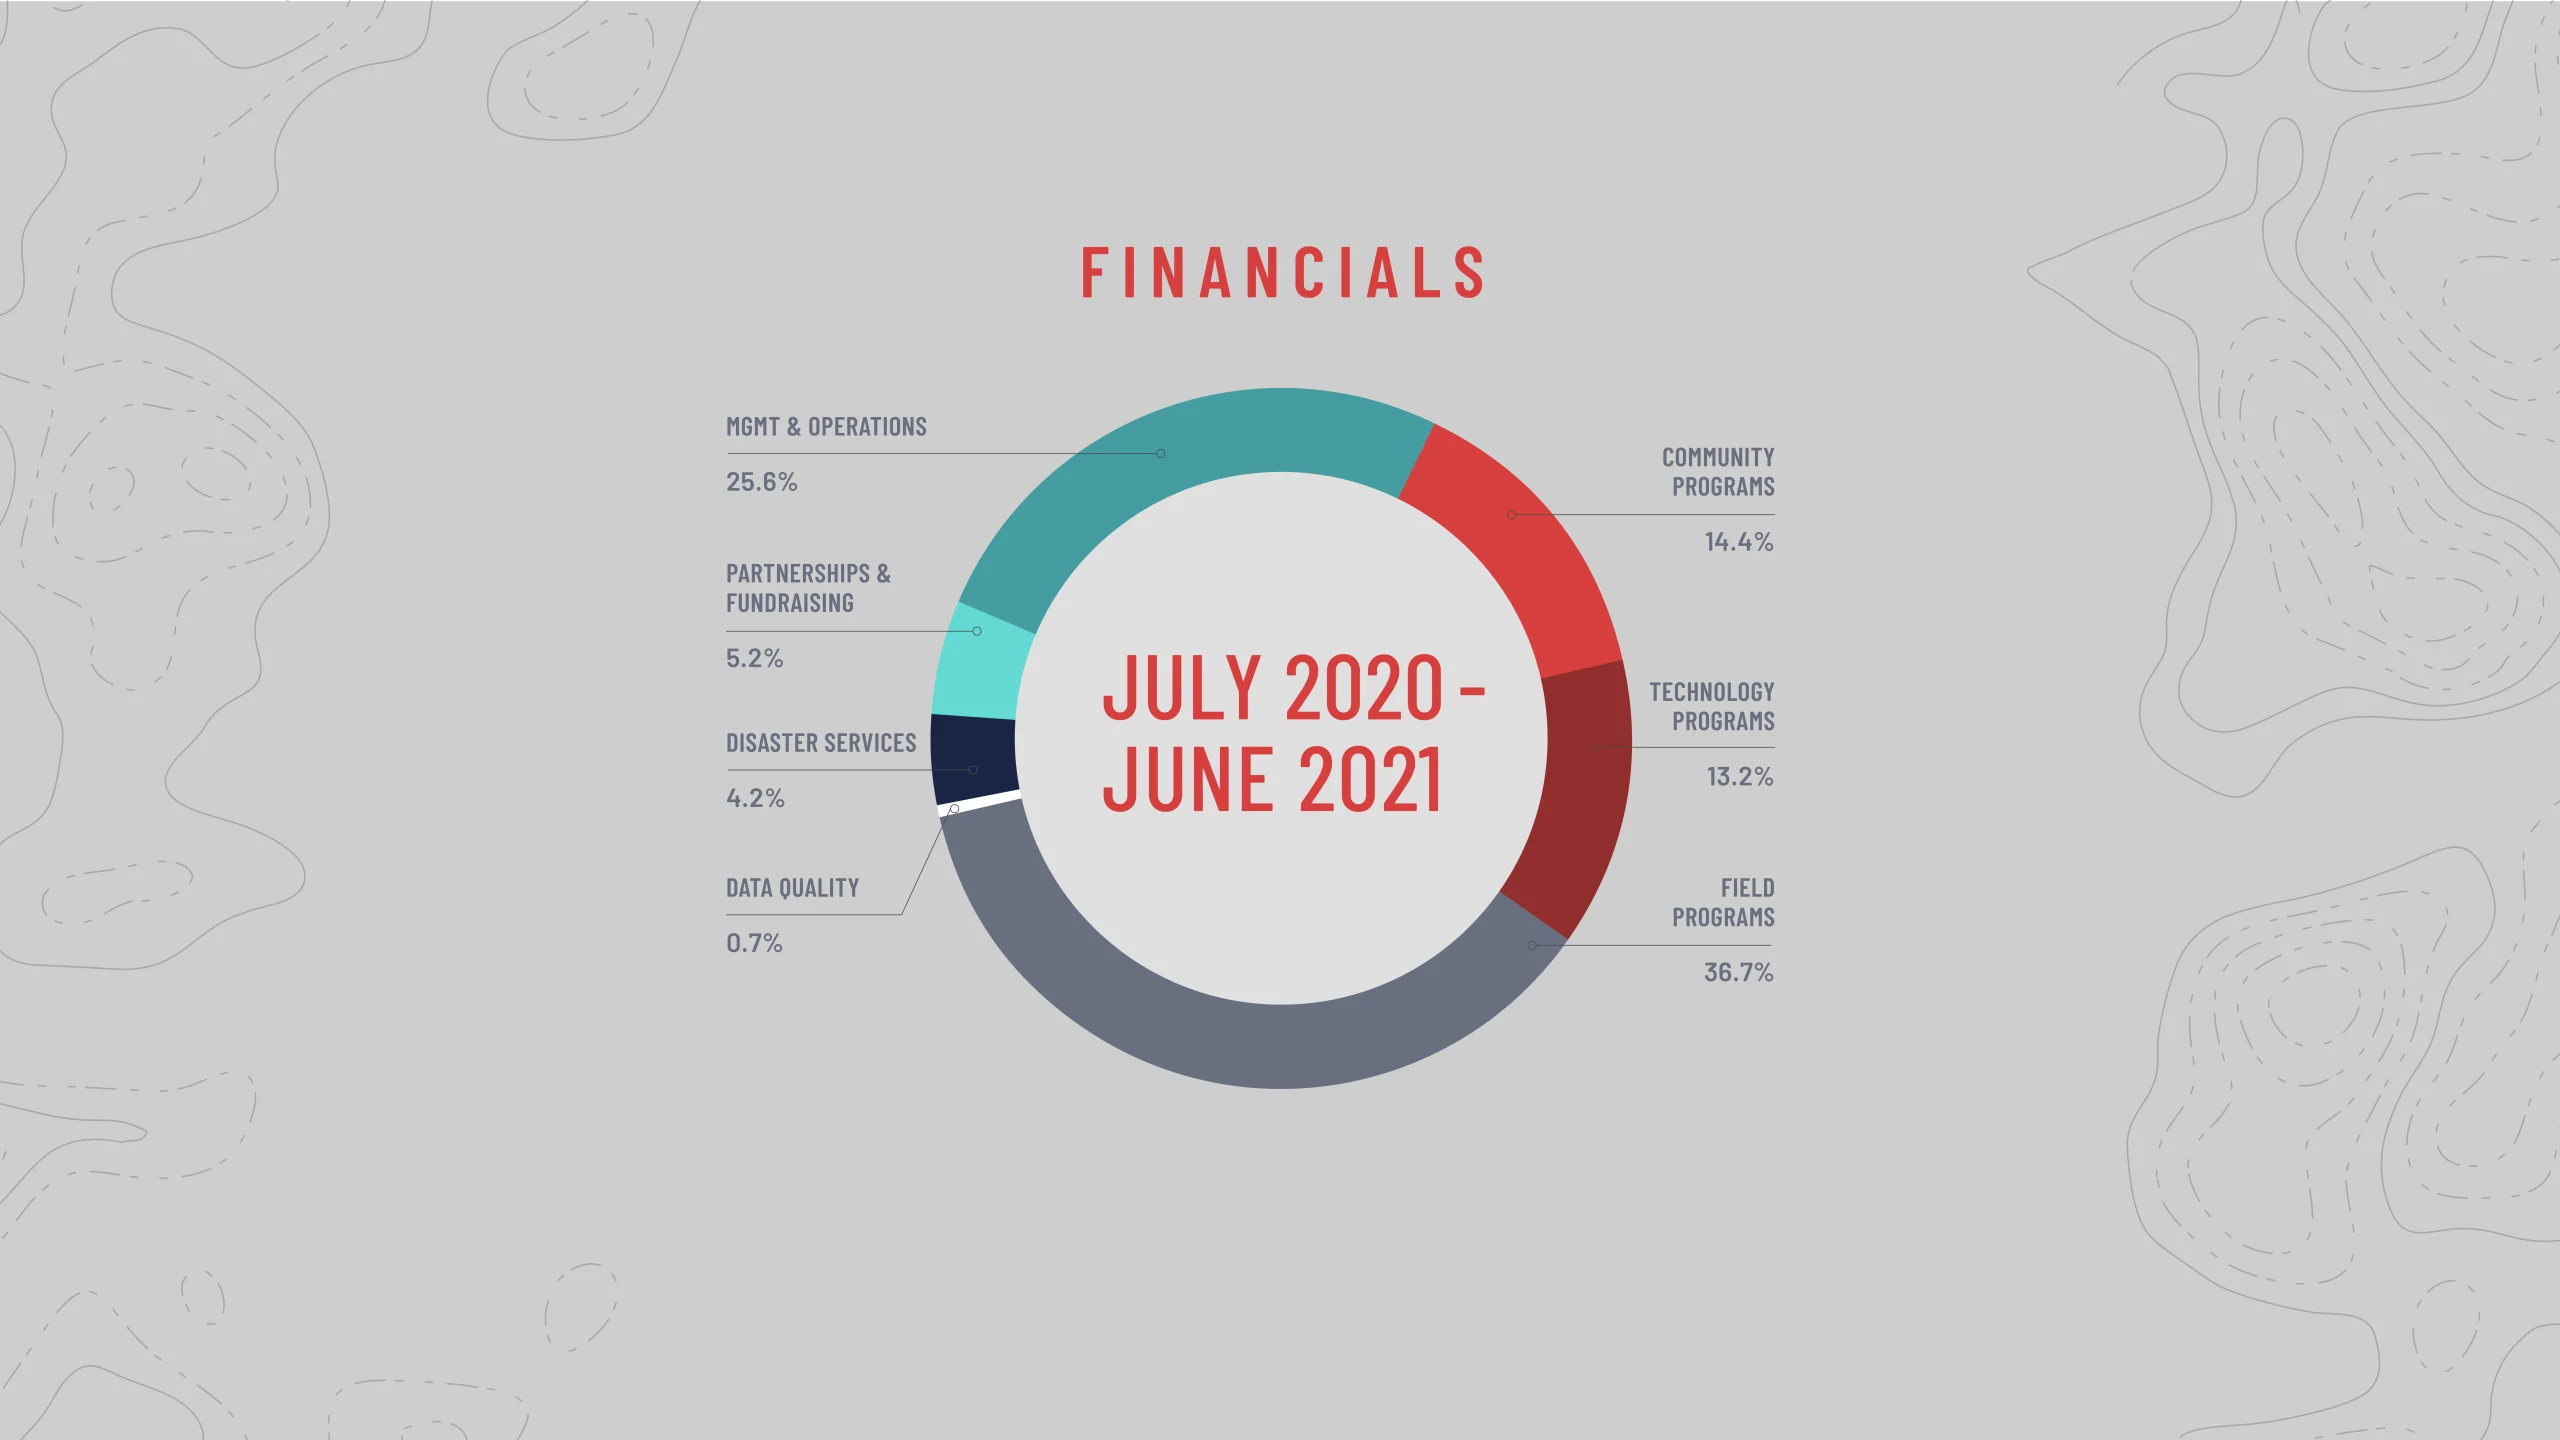 FINANCIALS
MGMT & OPERATIONS
25.6%
PARTNERSHIPS &
FUNDRAISING
5.2%
DISASTER SERVICES
4.2%
DATA QUALITY
0.7%
JULY 2020 -
JUNE 2021
COMMUNITY
PROGRAMS
14.4%
TECHNOLOGY
PROGRAMS
13.2%
FIELD
PROGRAMS
36.7%